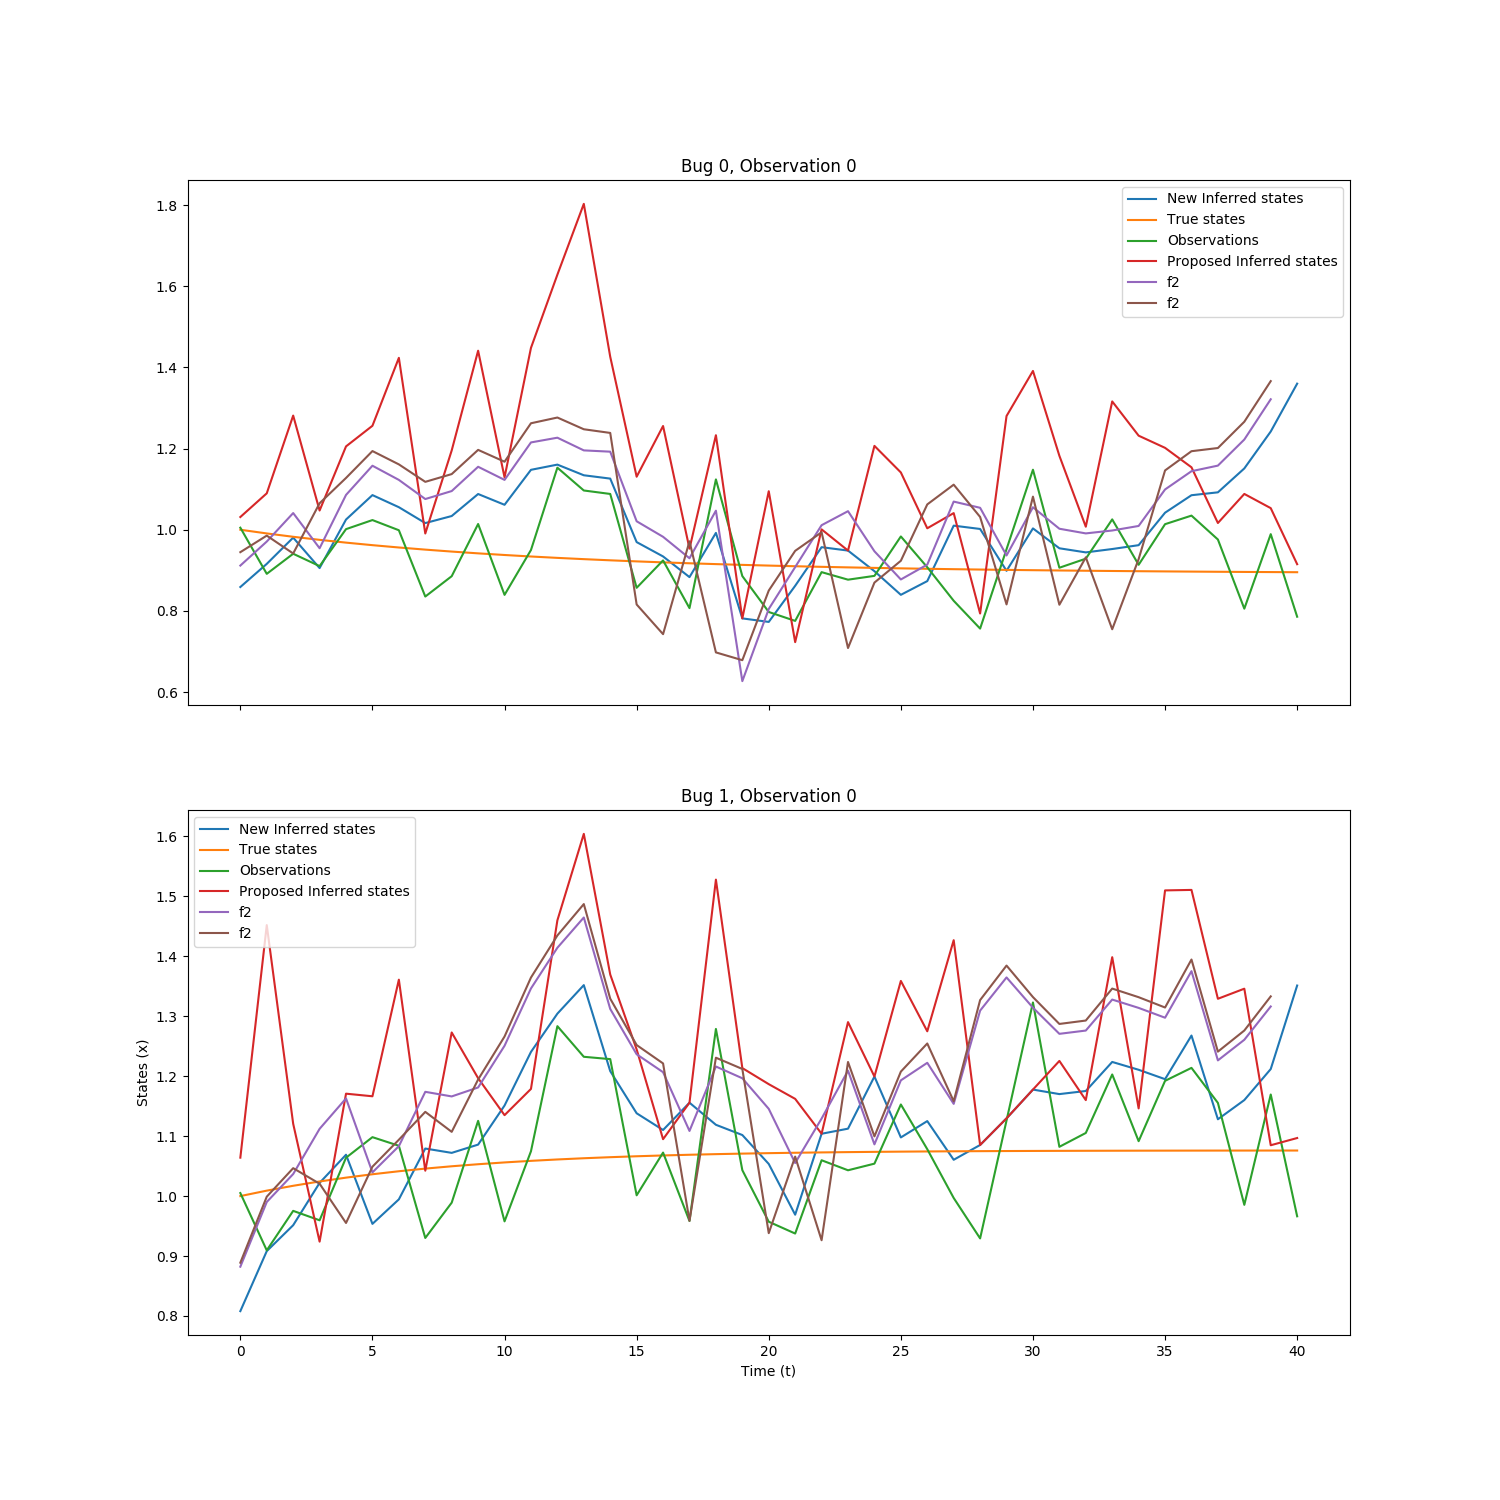 Bug 0, Observation 0
1.8
1.6
1.4
1.2
1.0
0.8
0.6
New Inferred states
True states
Observations
Proposed Inferred states
f2
f2
Bug 1, Observation 0
States (x)
1.6
1.5
1.4
1.3
1.2
1.1
1.0
0.9
0.8
New Inferred states
True states
Observations
Proposed Inferred states
f2
f2
0 5 10 15 20 25 30 35 40
Time (t)